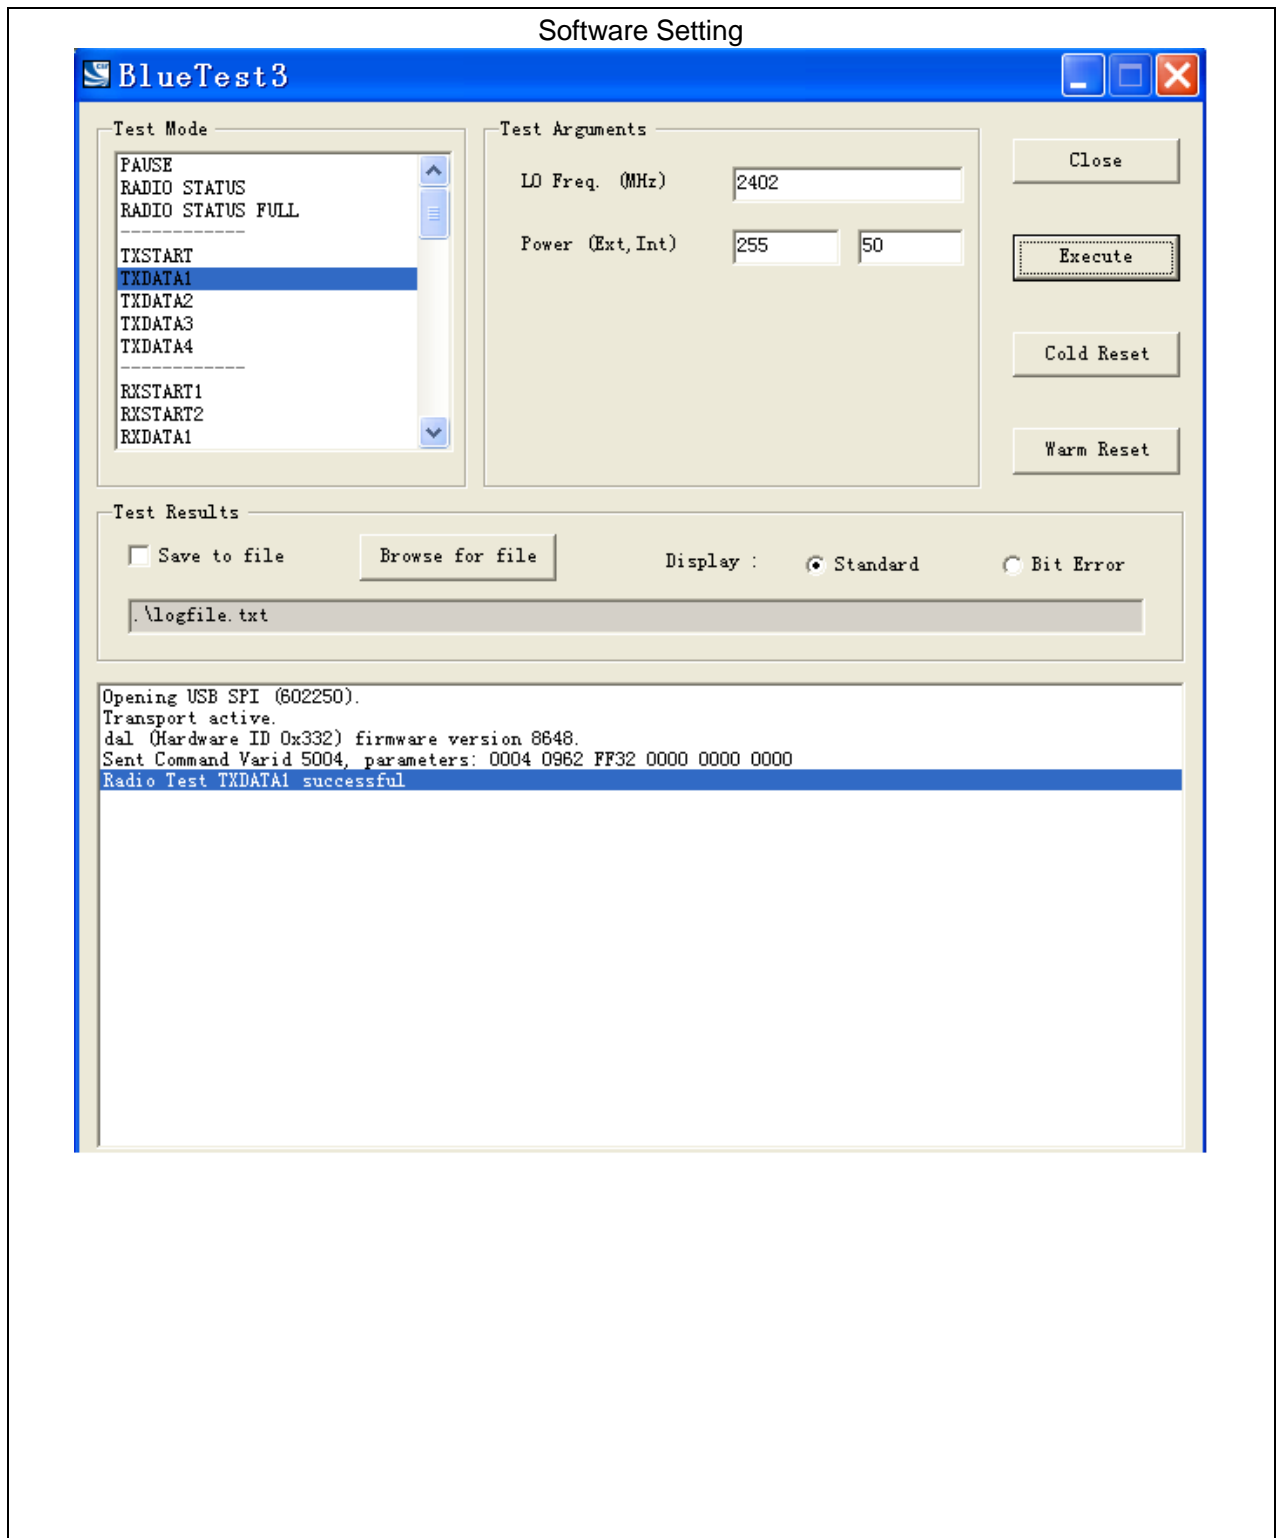 Software Setting
BlueTest3
Test Mode
PAUSE
RADIO STATUS
RADIO STATUS FULL
------------
TXSTART
TXDATA1
TXDATA2
TXDATA3
TXDATA4
------------
RXSTART1
RXSTART2
RXDATA1
Test Arguments
LO Freq. (MHz) 2402
Power (Ext,Int) 255 50
Close
Execute
Cold Reset
Warm Reset
Test Results
Save to file Browse for file Display : Standard Bit Error
.\logfile.txt
Opening USB SPI (602250).
Transport active.
dal (Hardware ID 0x332) firmware version 8648.
Sent Command Varid 5004, parameters: 0004 0962 FF32 0000 0000 0000
Radio Test TXDATA1 successful